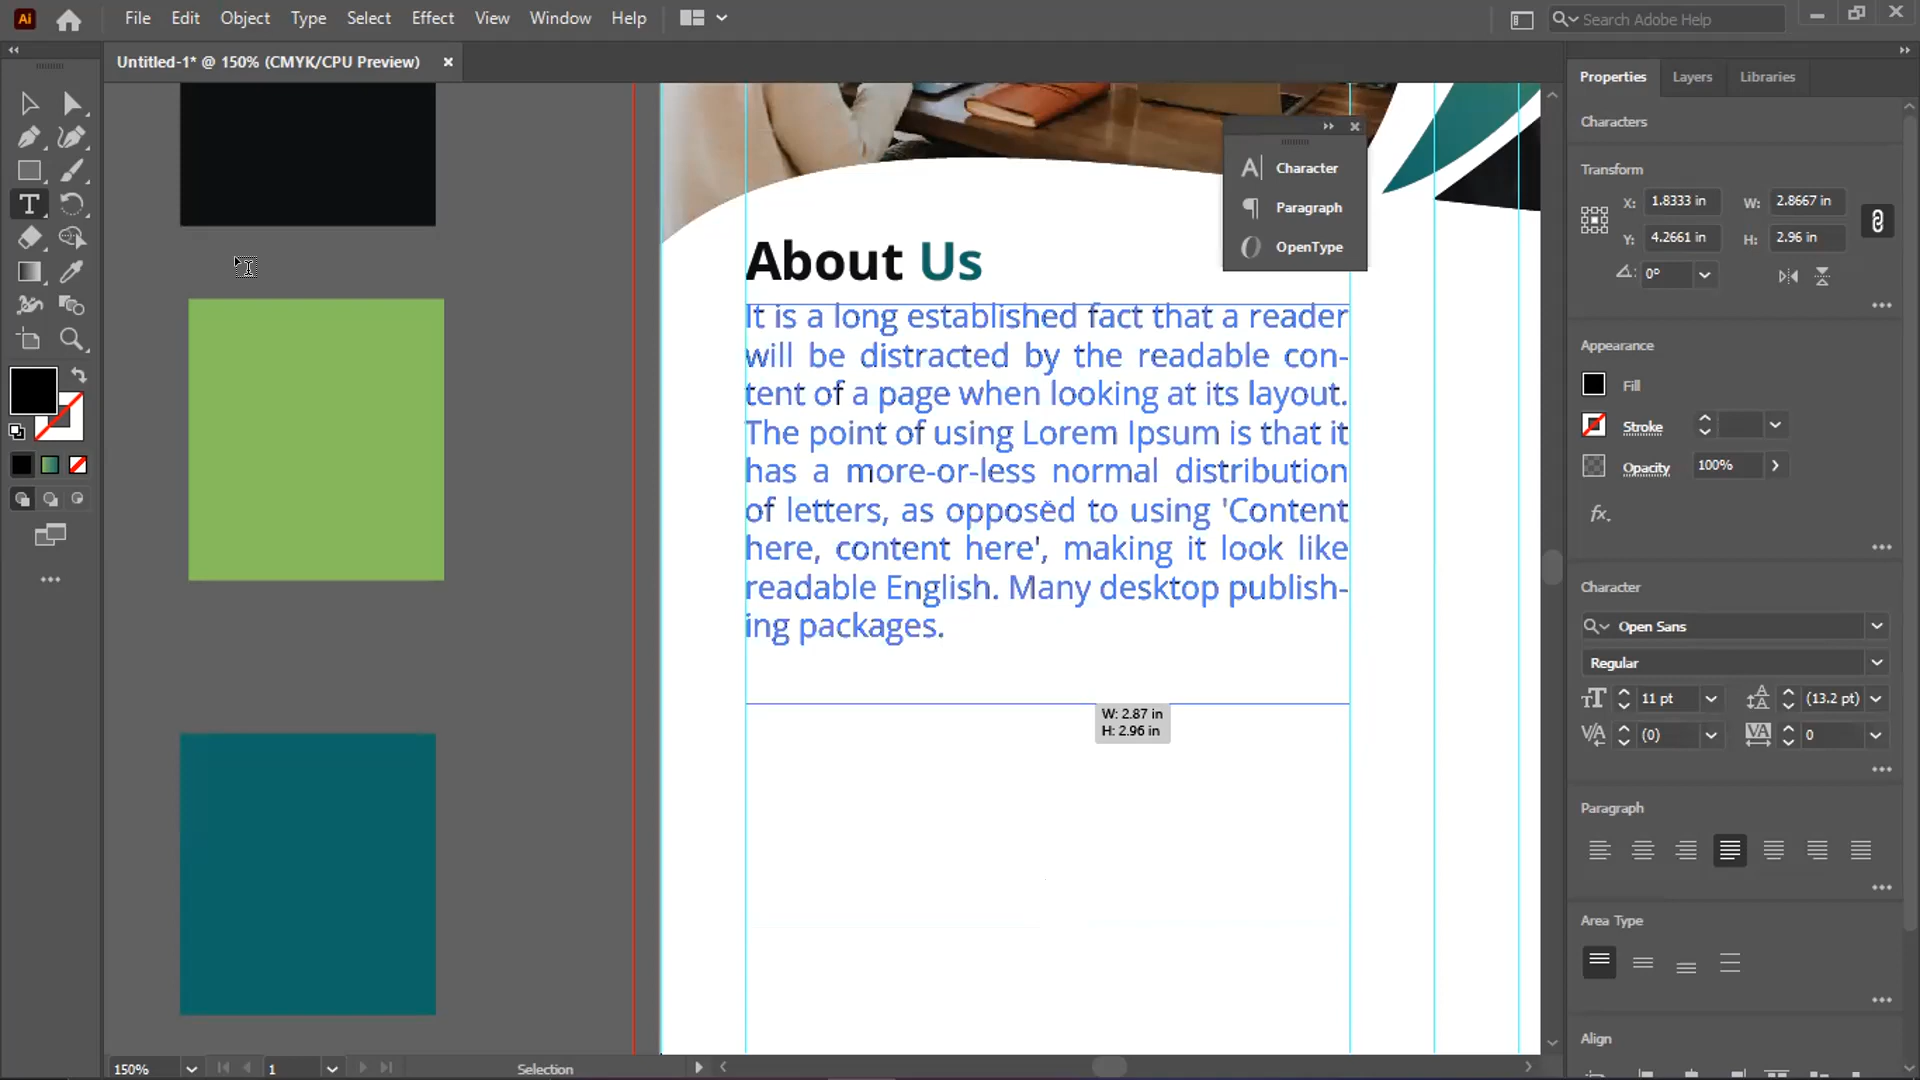 Ai File Edit Object Type Select Effect View Window Help Search Adobe Help
Untitled-1* @ 150% (CMYK/CPU Preview)
T
About Us
It is a long established fact that a reader
will be distracted by the readable con-
tent of a page when looking at its layout.
The point of using Lorem Ipsum is that it
has a more-or-less normal distribution
of letters, as opposed to using 'Content
here, content here', making it look like
readable English. Many desktop publish-
ing packages.
W: 2.87 in
H: 2.96 in
Character
Paragraph
OpenType
Properties Layers Libraries
Characters
Transform
X: 1.8333 in W: 2.8667 in
Y: 4.2661 in H: 2.96 in
0°
Appearance
Fill
Stroke
Opacity 100%
fx.
Character
Open Sans
Regular
11 pt (13.2 pt)
(0) 0
Paragraph
Area Type
Align
150% 1 Selection